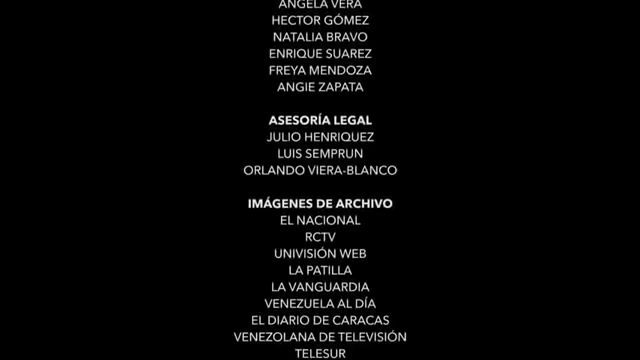 ANGELA VERA
HECTOR GÓMEZ
NATALIA BRAVO
ENRIQUE SUAREZ
FREYA MENDOZA
ANGIE ZAPATA
ASESORÍA LEGAL
JULIO HENRIQUEZ
LUIS SEMPRUN
ORLANDO VIERA-BLANCO
IMÁGENES DE ARCHIVO
EL NACIONAL
RCTV
UNIVISIÓN WEB
LA PATILLA
LA VANGUARDIA
VENEZUELA AL DÍA
EL DIARIO DE CARACAS
VENEZOLANA DE TELEVISIÓN
TELESUR